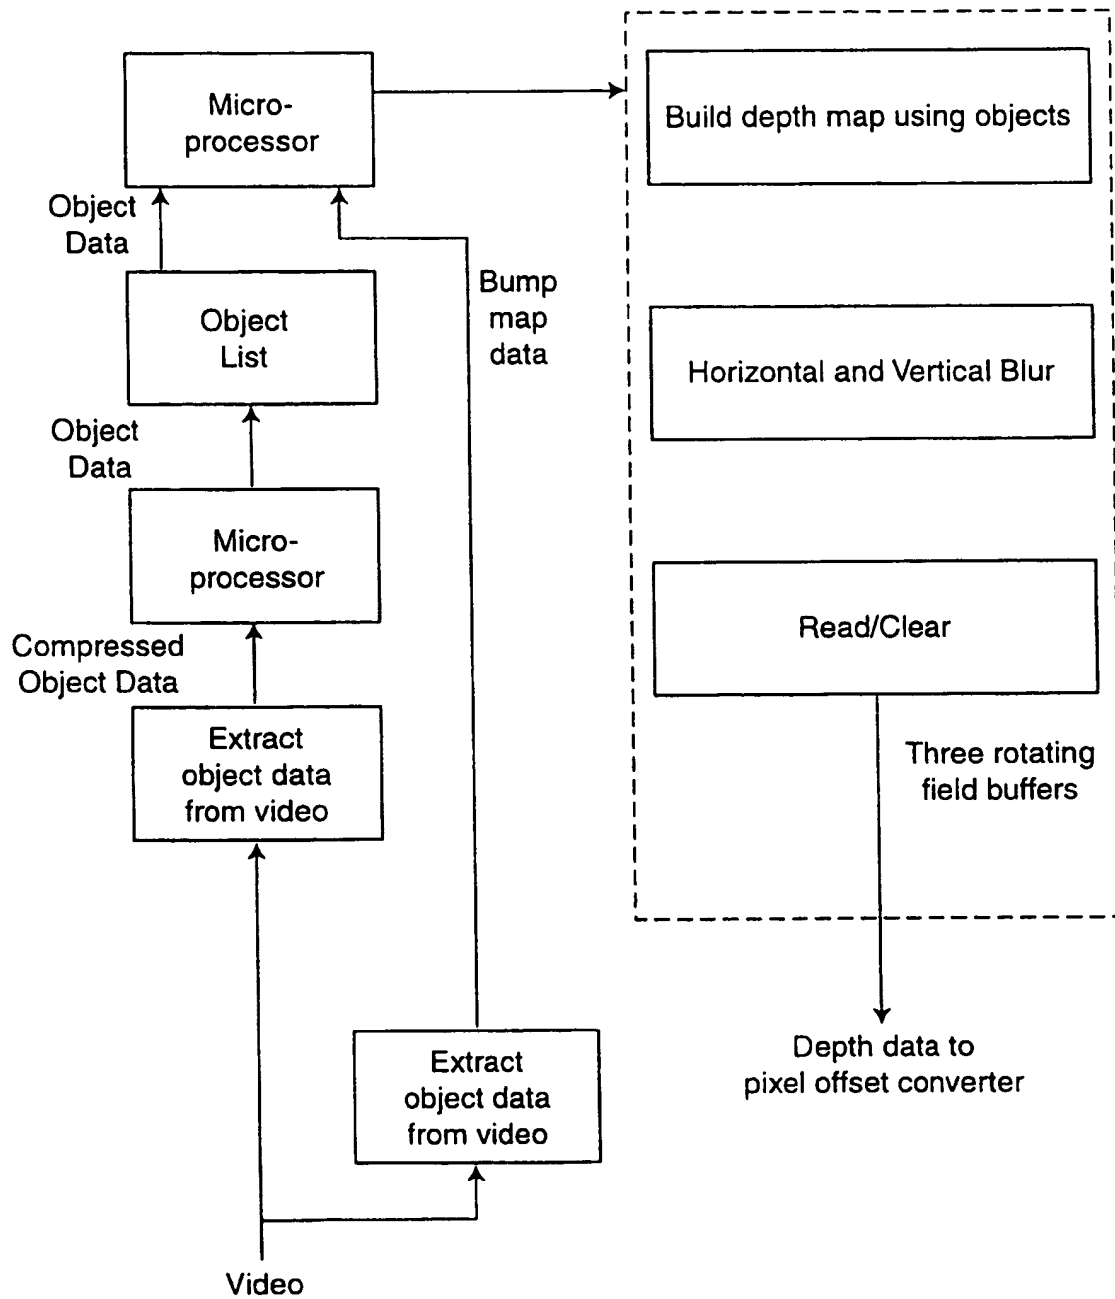 Micro-
processor
Build depth map using objects
Object
Data
Bump
map
data
Object
List
Horizontal and Vertical Blur
Object
Data
Micro-
processor
Read/Clear
Compressed
Object Data
Extract
object data
from video
Three rotating
field buffers
Extract
object data
from video
Depth data to
pixel offset converter
Video